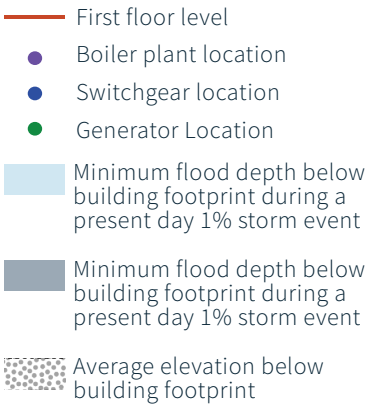 First floor level
Boiler plant location
Switchgear location
Generator Location
Minimum flood depth below
building footprint during a
present day 1% storm event
Minimum flood depth below
building footprint during a
present day 1% storm event
Average elevation below
building footprint